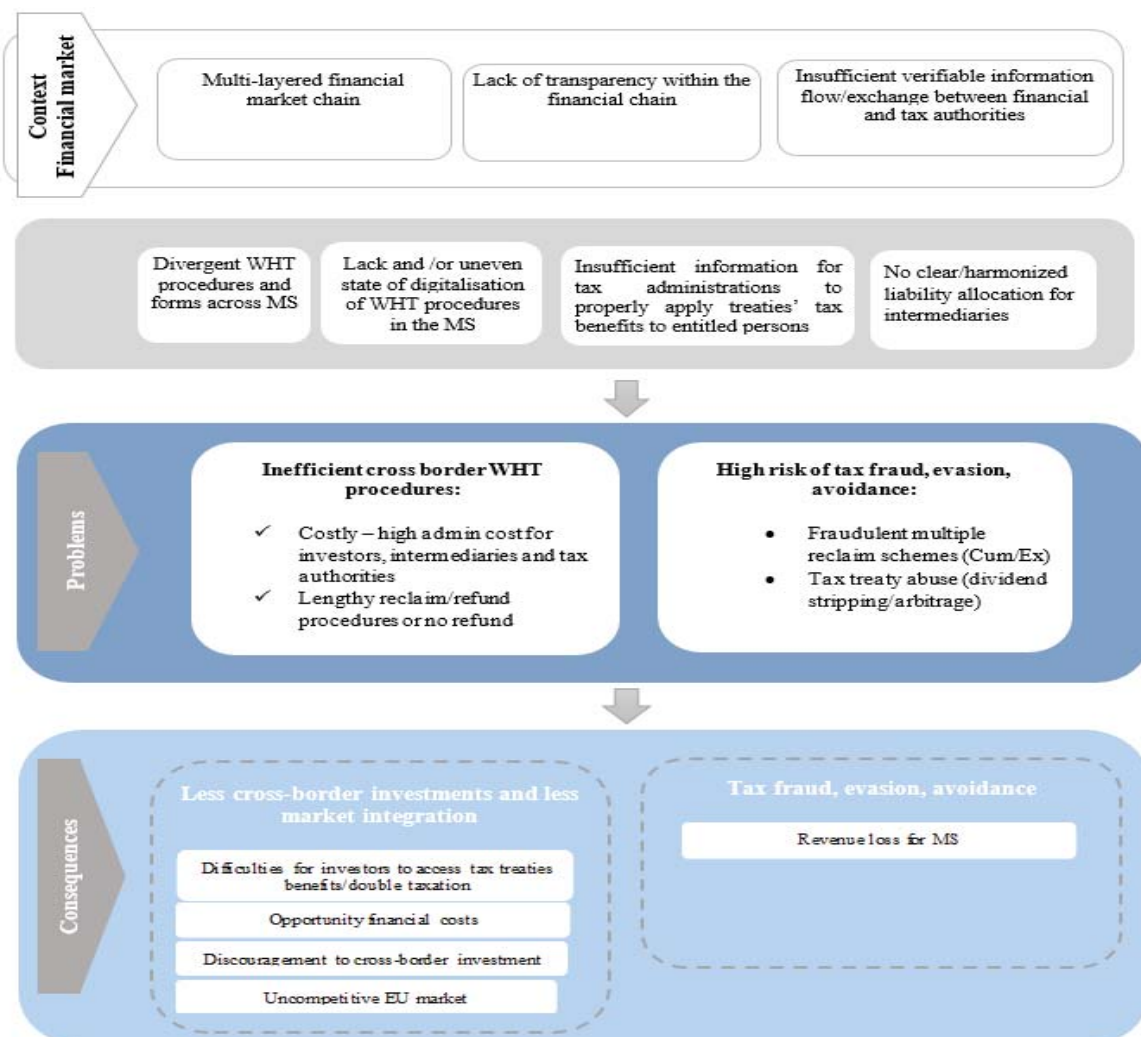 Context
Financial market
Multi-layered financial
market chain
Lack of transparency within the
financial chain
Insufficient verifiable information
flow/exchange between financial
and tax authorities
Divergent WHT
procedures and
forms across MS
Lack and /or uneven
state of digitalisation
of WHT procedures
in the MS
Insufficient information for
tax administrations to
properly apply treaties’ tax
benefits to entitled persons
No clear/harmonized
liability allocation for
intermediaries
Problems
Inefficient cross border WHT
procedures:
✓ Costly – high admin cost for
investors, intermediaries and tax
authorities
✓ Lengthy reclaim/refund
procedures or no refund
High risk of tax fraud, evasion,
avoidance:
• Fraudulent multiple
reclaim schemes (Cum/Ex)
• Tax treaty abuse (dividend
stripping/arbitrage)
Consequences
Less cross-border investments and less
market integration
Difficulties for investors to access tax treaties
benefits/double taxation
Opportunity financial costs
Discouragement to cross-border investment
Uncompetitive EU market
Tax fraud, evasion, avoidance
Revenue loss for MS